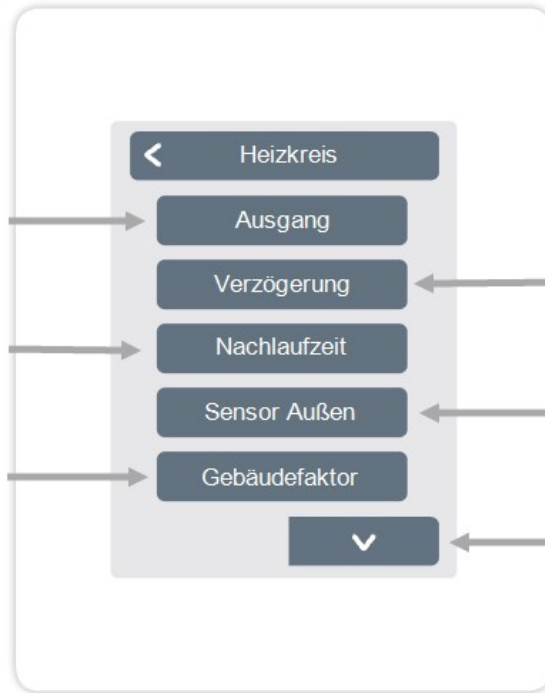 Heizkreis
Ausgang
Verzögerung
Nachlaufzeit
Sensor Außen
Gebäudefaktor